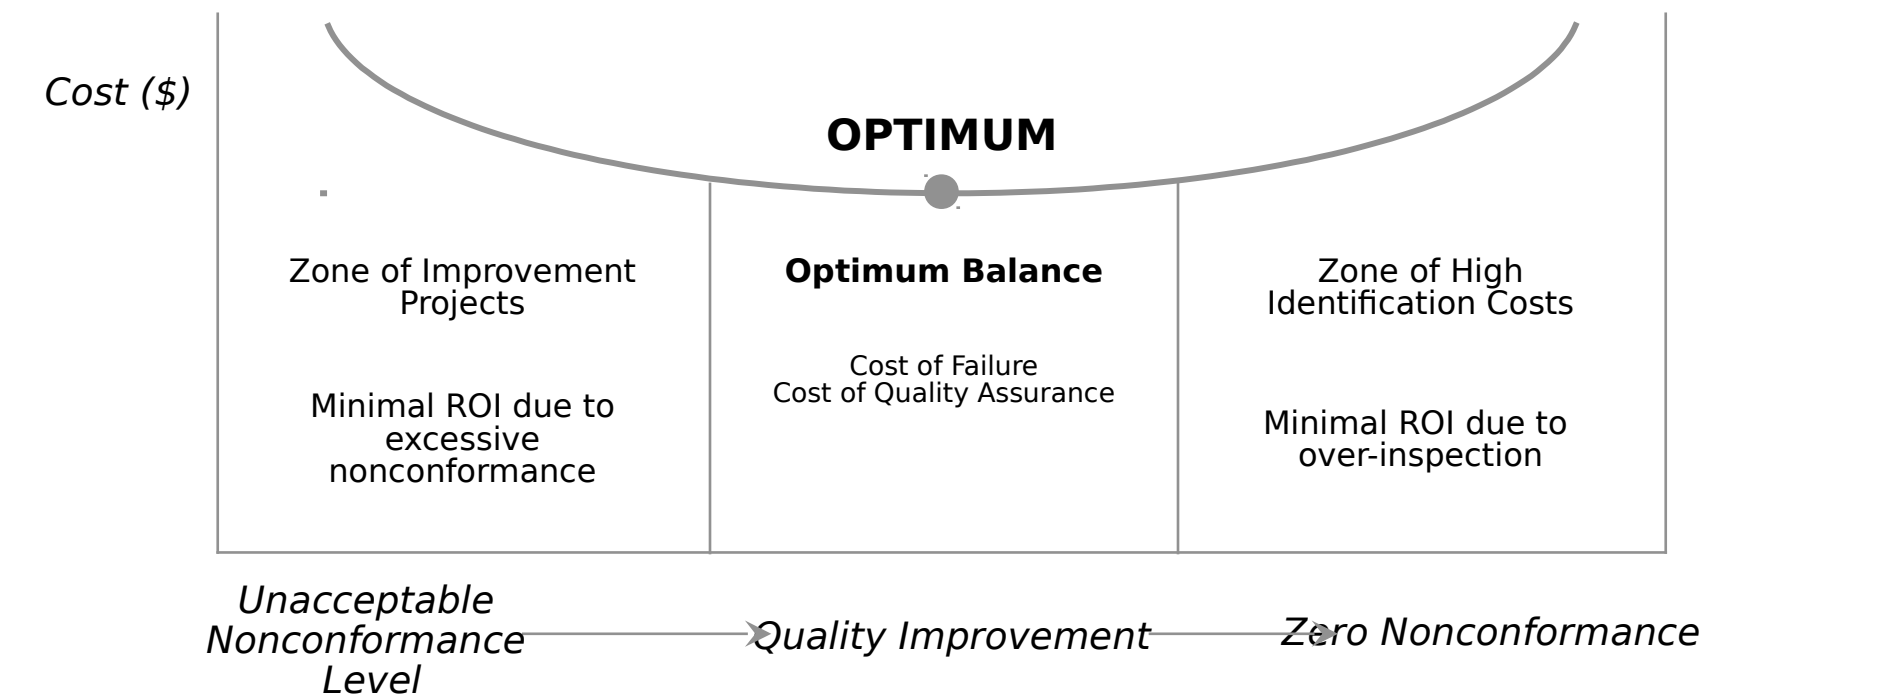 Cost ($)
OPTIMUM
Zone of Improvement
Projects
Minimal ROI due to
excessive
nonconformance
Optimum Balance
Cost of Failure
Cost of Quality Assurance
Zone of High
Identification Costs
Minimal ROI due to
over-inspection
Unacceptable
Nonconformance
Level
Quality Improvement
Zero Nonconformance